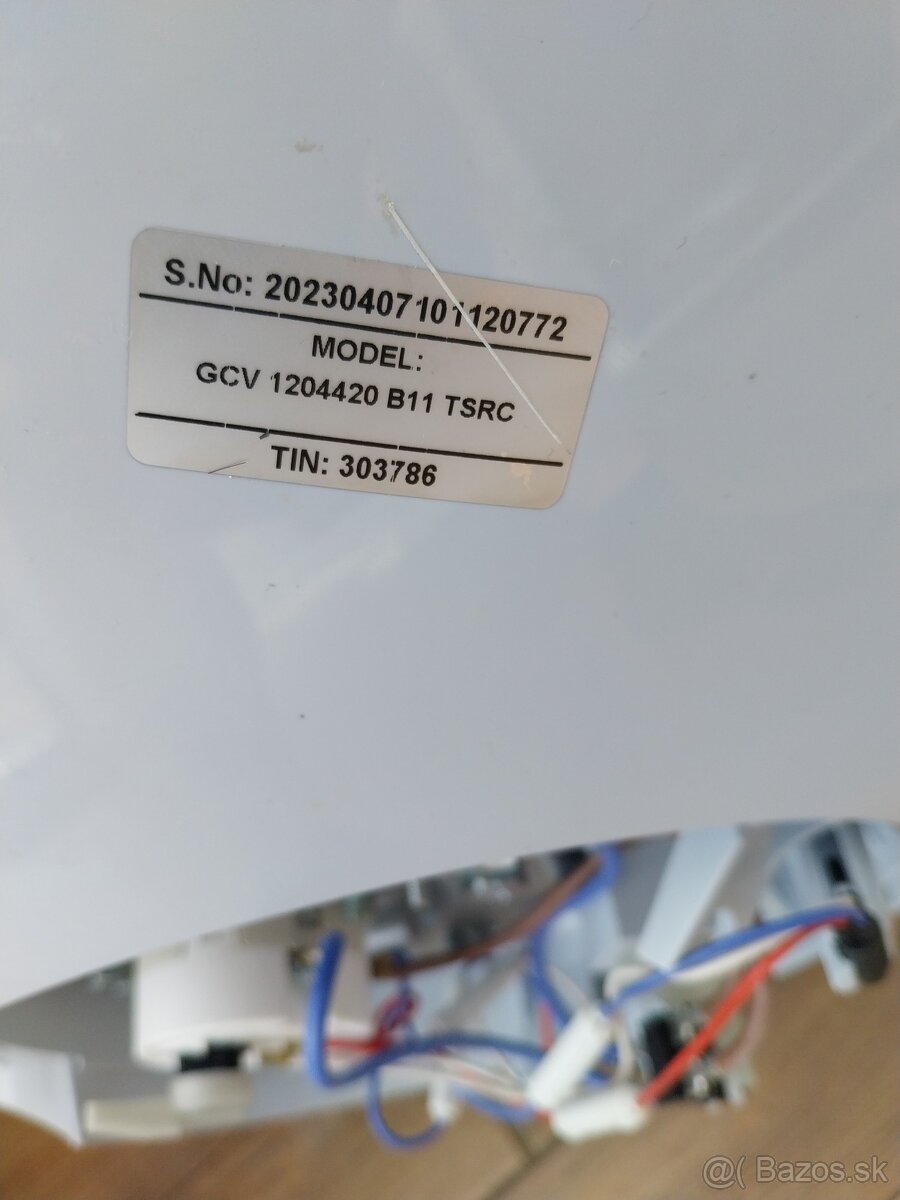 S.No: 20230407101120772
MODEL:
GCV 1204420 B11 TSRC
TIN: 303786
@( Bazos.sk